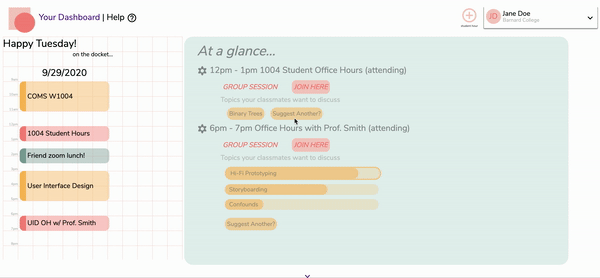 Your Dashboard | Help ?
JD
Jane Doe
Barnard College
Happy Tuesday!
on the docket...
9/29/2020
COMS W1004
1004 Student Hours
Friend zoom lunch!
User Interface Design
UID OH w/ Prof. Smith
At a glance...
12pm - 1pm 1004 Student Office Hours (attending)
GROUP SESSION JOIN HERE
Topics your classmates want to discuss
Binary Trees Suggest Another?
6pm - 7pm Office Hours with Prof. Smith (attending)
GROUP SESSION JOIN HERE
Topics your classmates want to discuss
Hi-Fi Prototyping
Storyboarding
Confounds
Suggest Another?